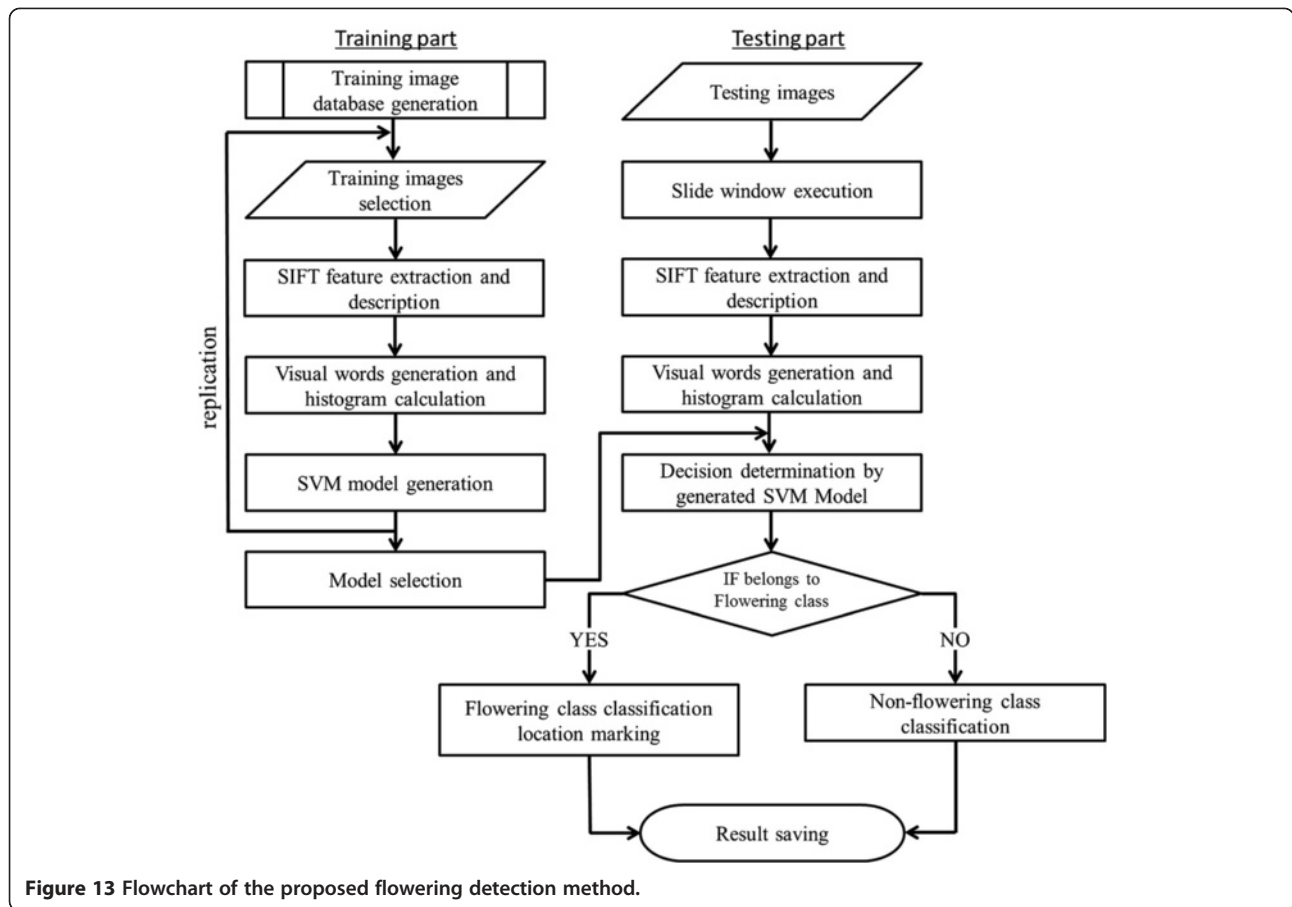 Training part
Training image
database generation
Training images
selection
SIFT feature extraction and
description
Visual words generation and
histogram calculation
SVM model generation
Model selection
replication
Testing part
Testing images
Slide window execution
SIFT feature extraction and
description
Visual words generation and
histogram calculation
Decision determination by
generated SVM Model
IF belongs to
Flowering class
YES
NO
Flowering class classification
location marking
Non-flowering class
classification
Result saving
Figure 13 Flowchart of the proposed flowering detection method.